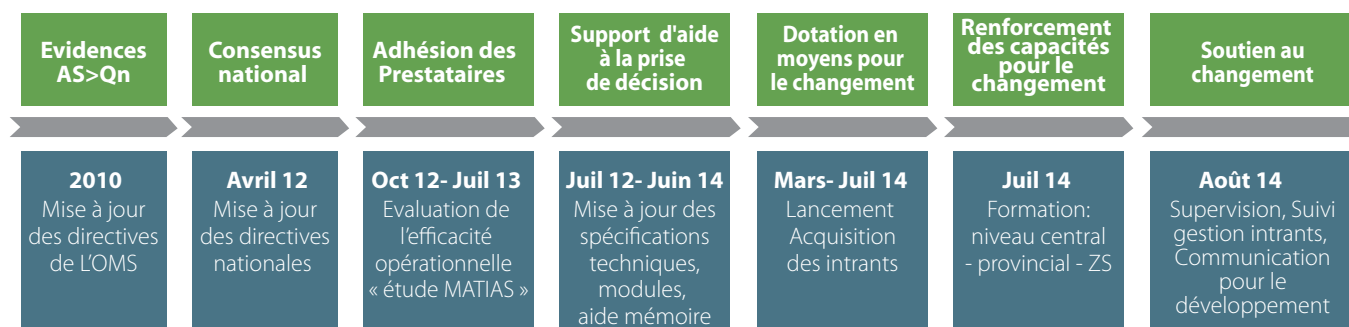 Evidences
AS>Qn
Consensus
national
Adhésion des
Prestataires
Support d'aide
à la prise
de décision
Dotation en
moyens pour
le changement
Renforcement
des capacités
pour le
changement
Soutien au
changement
2010
Mise à jour
des directives
de L'OMS
Avril 12
Mise à jour
des directives
nationales
Oct 12- Juil 13
Evaluation de
l'efficacité
opérationnelle
« étude MATIAS »
Juil 12- Juin 14
Mise à jour des
spécifications
techniques,
modules,
aide mémoire
Mars- Juil 14
Lancement
Acquisition
des intrants
Juil 14
Formation:
niveau central
- provincial - ZS
Août 14
Supervision, Suivi
gestion intrants,
Communication
pour le
développement